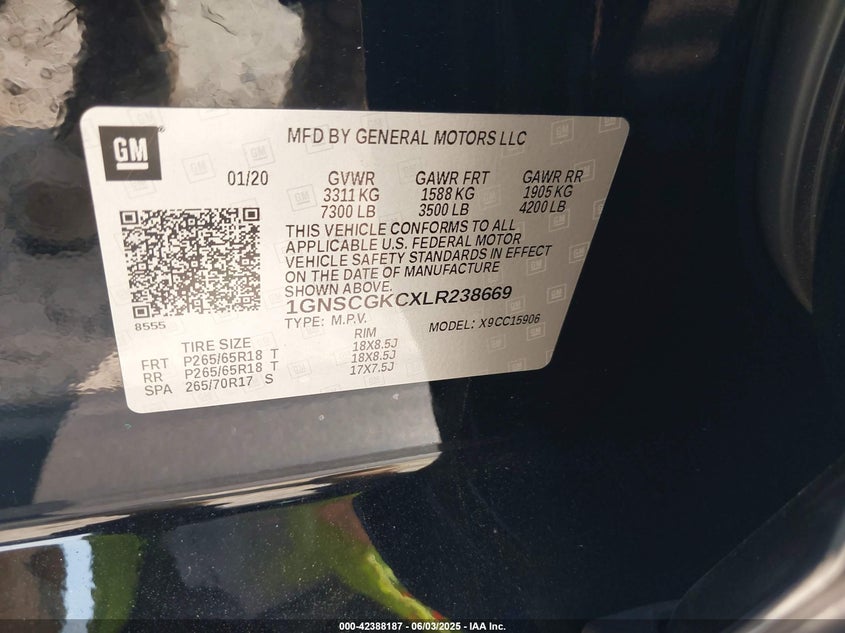 GM
MFD BY GENERAL MOTORS LLC
01/20 GVWR GAWR FRT GAWR RR
3311 KG 1588 KG 1905 KG
7300 LB 3500 LB 4200 LB
THIS VEHICLE CONFORMS TO ALL
APPLICABLE U.S. FEDERAL MOTOR
VEHICLE SAFETY STANDARDS IN EFFECT
ON THE DATE OF MANUFACTURE
SHOWN ABOVE.
1GNSCGKCXLR238669
8555
TYPE: M.P.V. MODEL: X9CC15906
TIRE SIZE RIM
FRT P265/65R18 T 18X8.5J
RR P265/65R18 T 18X8.5J
SPA 265/70R17 S 17X7.5J
000-42388187 - 06/03/2025 - IAA Inc.